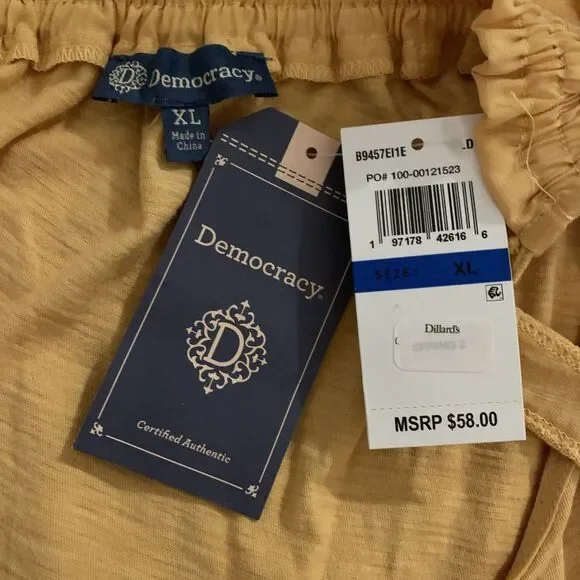 D Democracy®
XL
Made in
China
Democracy®
D
Certified Authentic
B9457EI1E .D
PO# 100-00121523
1 97178 42616 6
SIZE: XL
Dillard's
MSRP $58.00